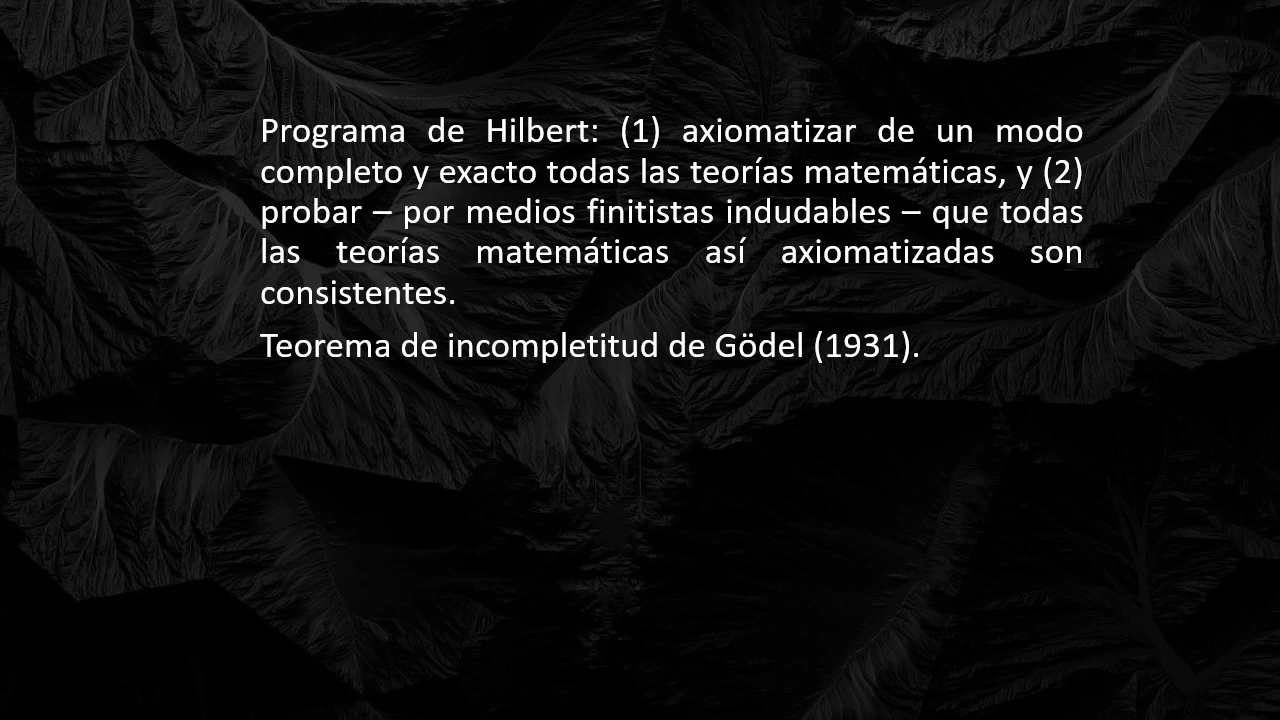 Programa de Hilbert: (1) axiomatizar de un modo
completo y exacto todas las teorías matemáticas, y (2)
probar – por medios finitistas indudables – que todas
las teorías matemáticas así axiomatizadas son
consistentes.
Teorema de incompletitud de Gödel (1931).